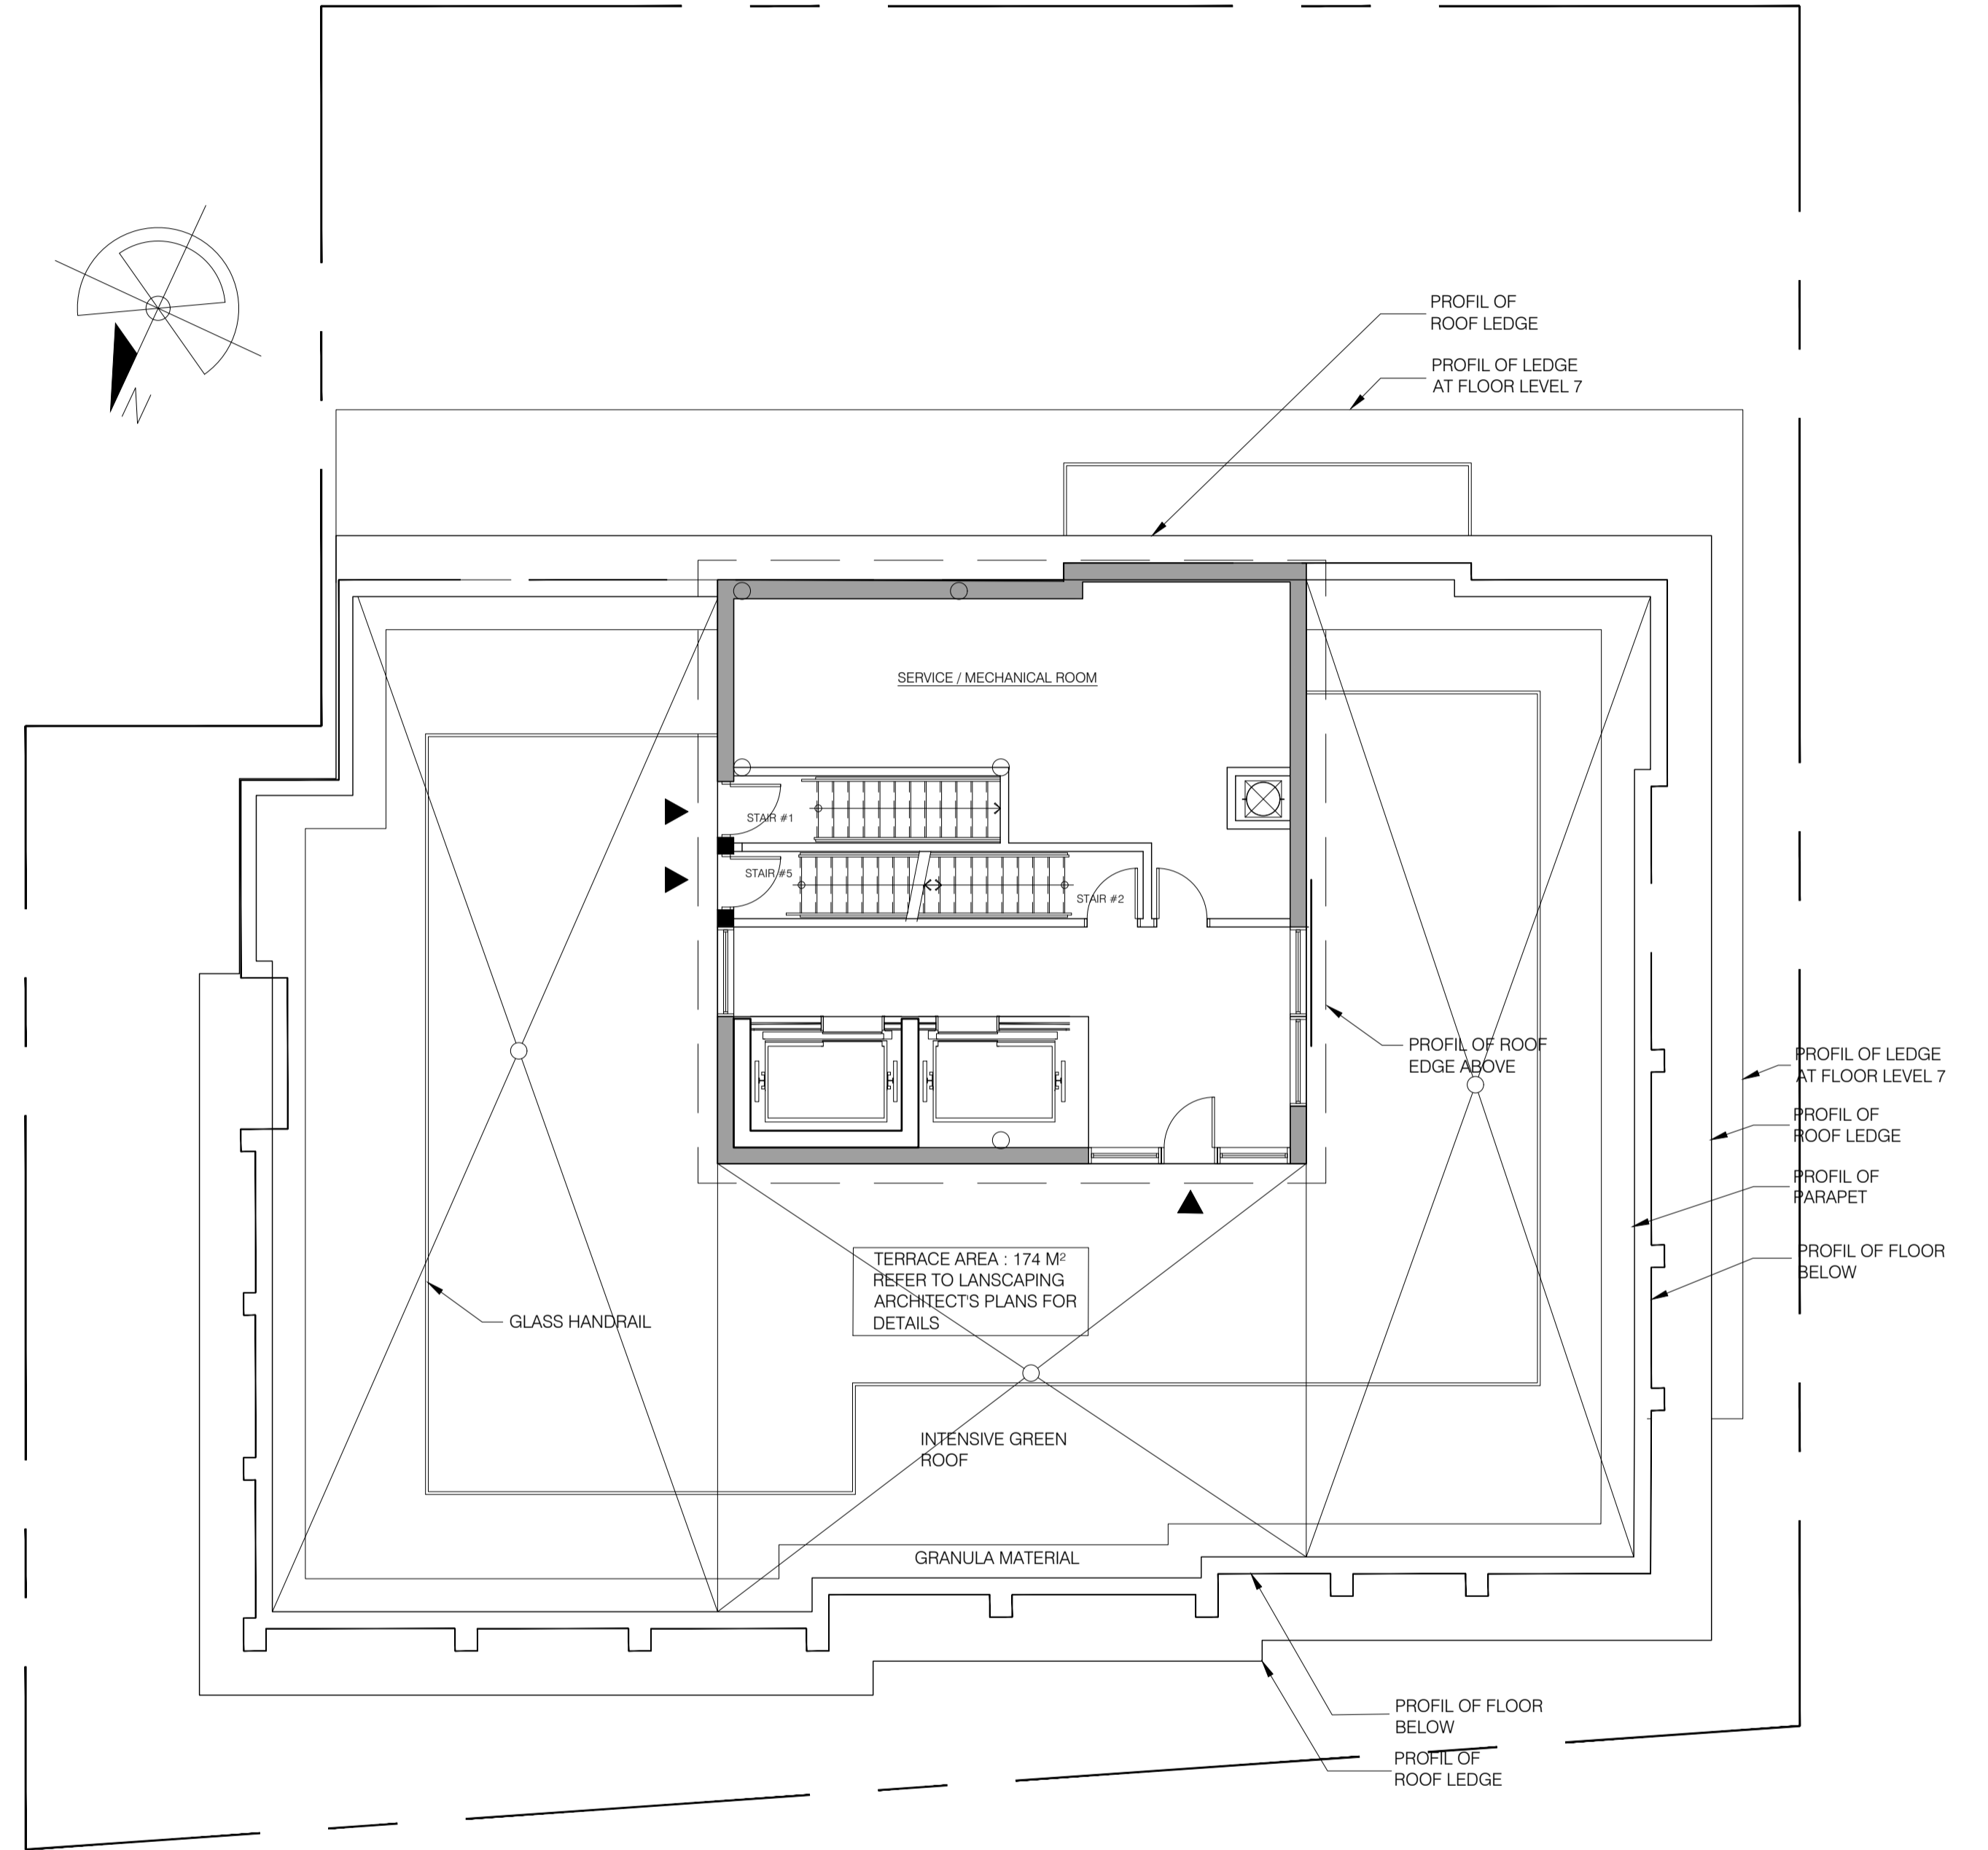 N
PROFIL OF
ROOF LEDGE
PROFIL OF LEDGE
AT FLOOR LEVEL 7
SERVICE / MECHANICAL ROOM
STAIR #1
STAIR #5
STAIR #2
PROFIL OF ROOF
EDGE ABOVE
PROFIL OF LEDGE
AT FLOOR LEVEL 7
PROFIL OF
ROOF LEDGE
PROFIL OF
PARAPET
PROFIL OF FLOOR
BELOW
TERRACE AREA : 174 M²
REFER TO LANSCAPING
ARCHITECT'S PLANS FOR
DETAILS
GLASS HANDRAIL
INTENSIVE GREEN
ROOF
GRANULA MATERIAL
PROFIL OF FLOOR
BELOW
PROFIL OF
ROOF LEDGE